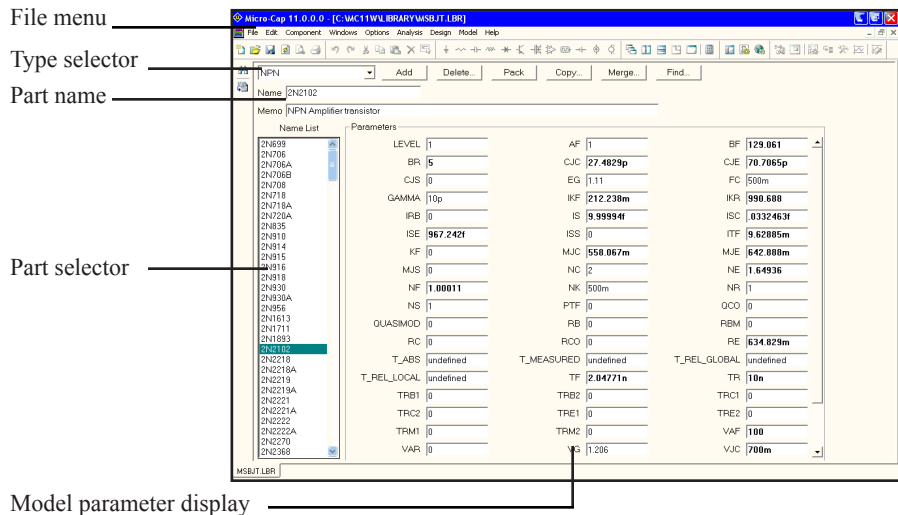 File menu
Type selector
Part name
Part selector
Model parameter display
Micro-Cap 11.0.0.0 - [C:\MC11W\LIBRARY\MSBJT.LBR]
File Edit Component Windows Options Analysis Design Model Help
NPN Add Delete... Pack Copy... Merge... Find...
Name 2N2102
Memo NPN Amplifier transistor
Name List
2N699
2N706
2N706A
2N706B
2N708
2N718
2N718A
2N720A
2N835
2N910
2N914
2N915
2N916
2N918
2N930
2N930A
2N956
2N1613
2N1711
2N1893
2N2102
2N2218
2N2218A
2N2219
2N2219A
2N2221
2N2221A
2N2222
2N2222A
2N2270
2N2368
Parameters
LEVEL 1 AF 1 BF 129.061
BR 5 CJC 27.4829p CJE 70.7065p
CJS 0 EG 1.11 FC 500m
GAMMA 10p IKF 212.238m IKR 990.688
IRB 0 IS 9.99994f ISC .0332463f
ISE 967.242f ISS 0 ITF 9.62885m
KF 0 MJC 558.067m MJE 642.888m
MJS 0 NC 2 NE 1.64936
NF 1.00011 NK 500m NR 1
NS 1 PTF 0 QCO 0
QUASIMOD 0 RB 0 RBM 0
RC 0 RCO 0 RE 634.829m
T_ABS undefined T_MEASURED undefined T_REL_GLOBAL undefined
T_REL_LOCAL undefined TF 2.04771n TR 10n
TRB1 0 TRB2 0 TRC1 0
TRC2 0 TRE1 0 TRE2 0
TRM1 0 TRM2 0 VAF 100
VAR 0 VG 1.206 VJC 700m
MSBJT.LBR